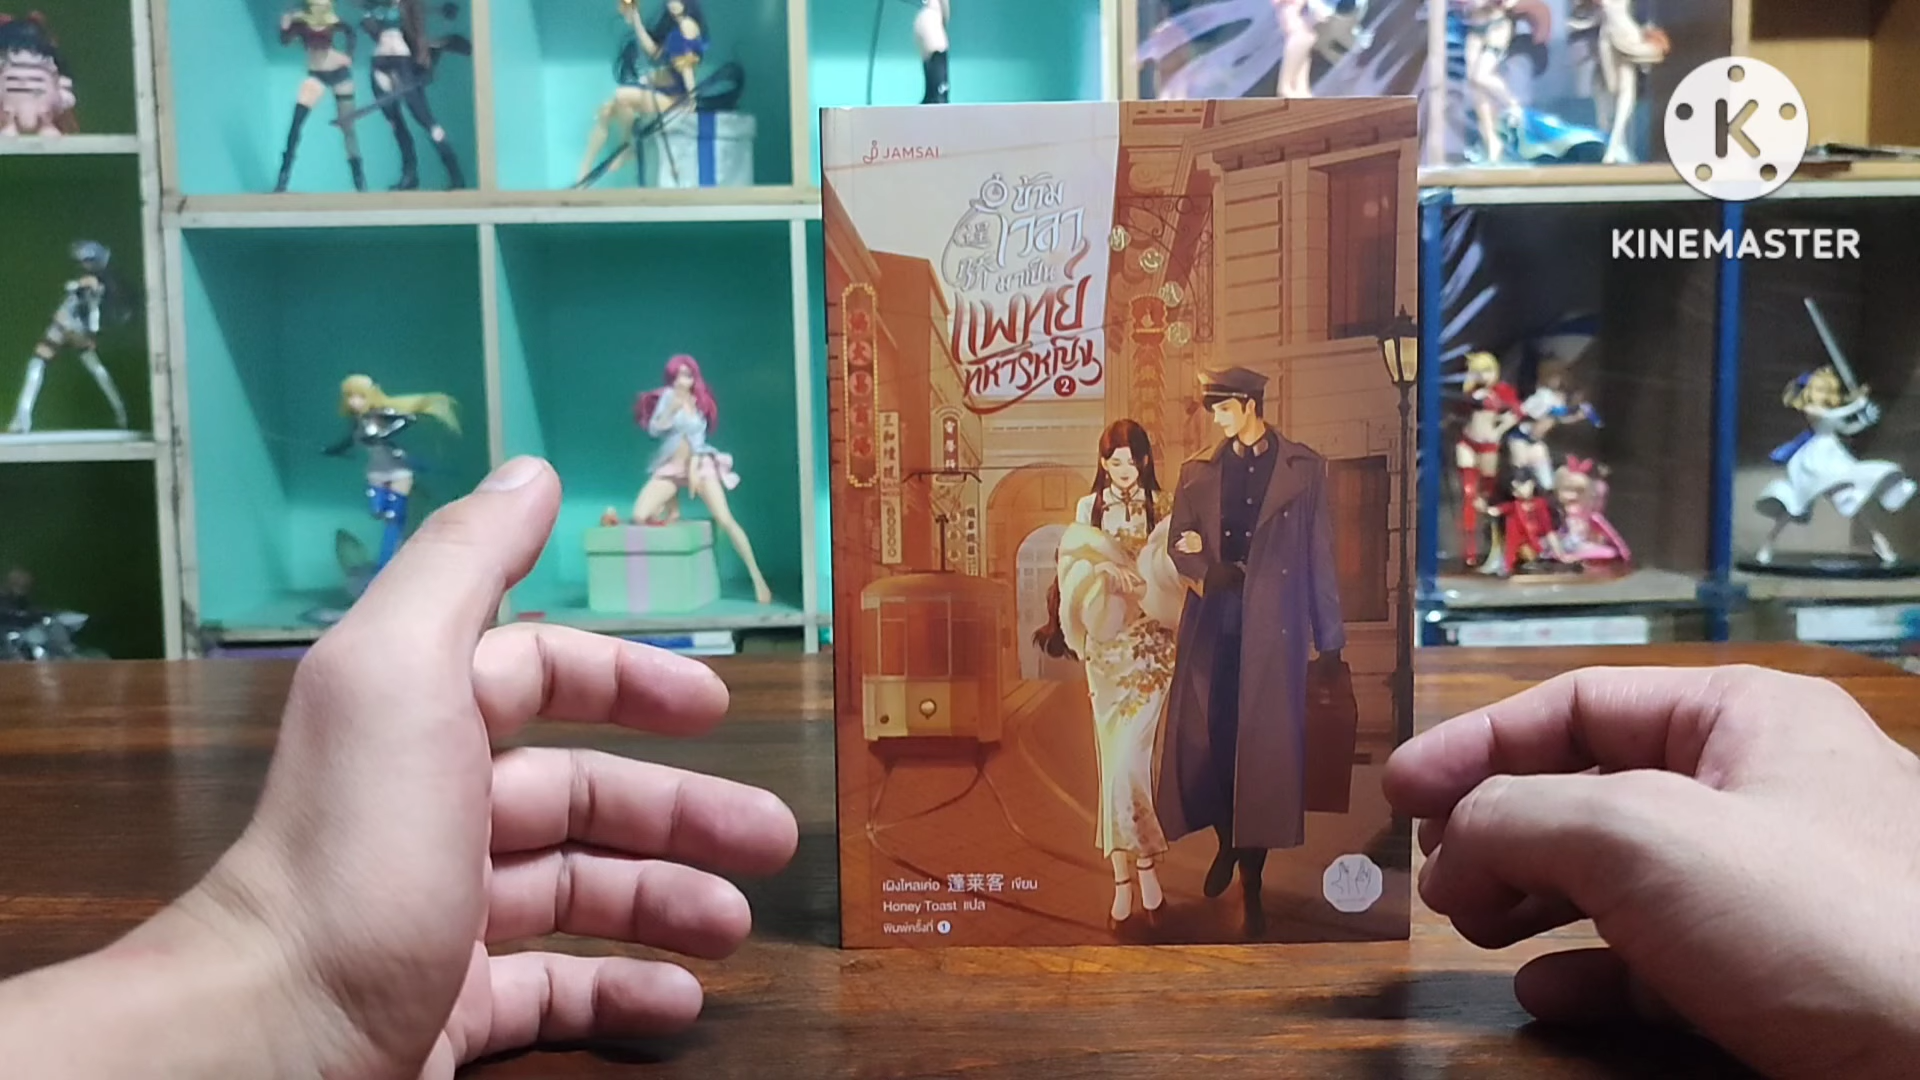 JAMSAI
ข้าม
เวลา
มาเป็น
แพทย์
ทหารหญิง
2
三和
เผิงไหลเค่อ 蓬莱客 เขียน
Honey Toast แปล
พิมพ์ครั้งที่ 1
K
KINEMASTER